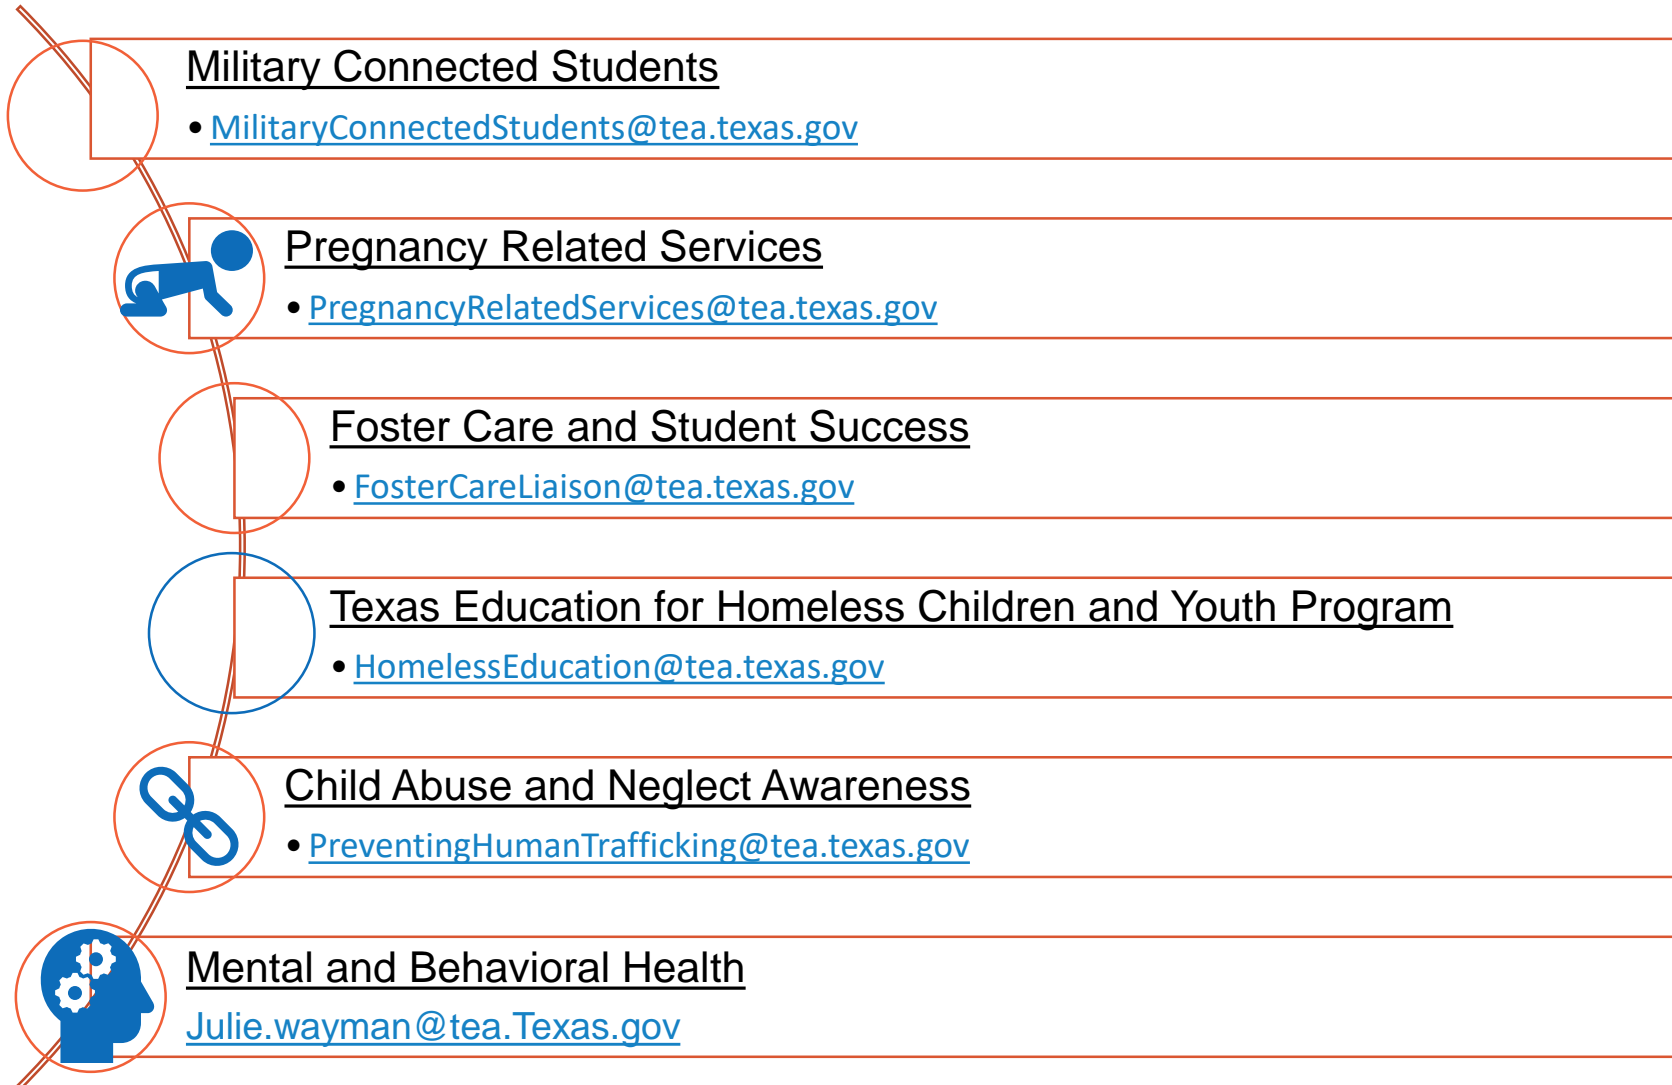 Military Connected Students
• MilitaryConnectedStudents@tea.texas.gov
Pregnancy Related Services
• PregnancyRelatedServices@tea.texas.gov
Foster Care and Student Success
• FosterCareLiaison@tea.texas.gov
Texas Education for Homeless Children and Youth Program
• HomelessEducation@tea.texas.gov
Child Abuse and Neglect Awareness
• PreventingHumanTrafficking@tea.texas.gov
Mental and Behavioral Health
Julie.wayman@tea.Texas.gov